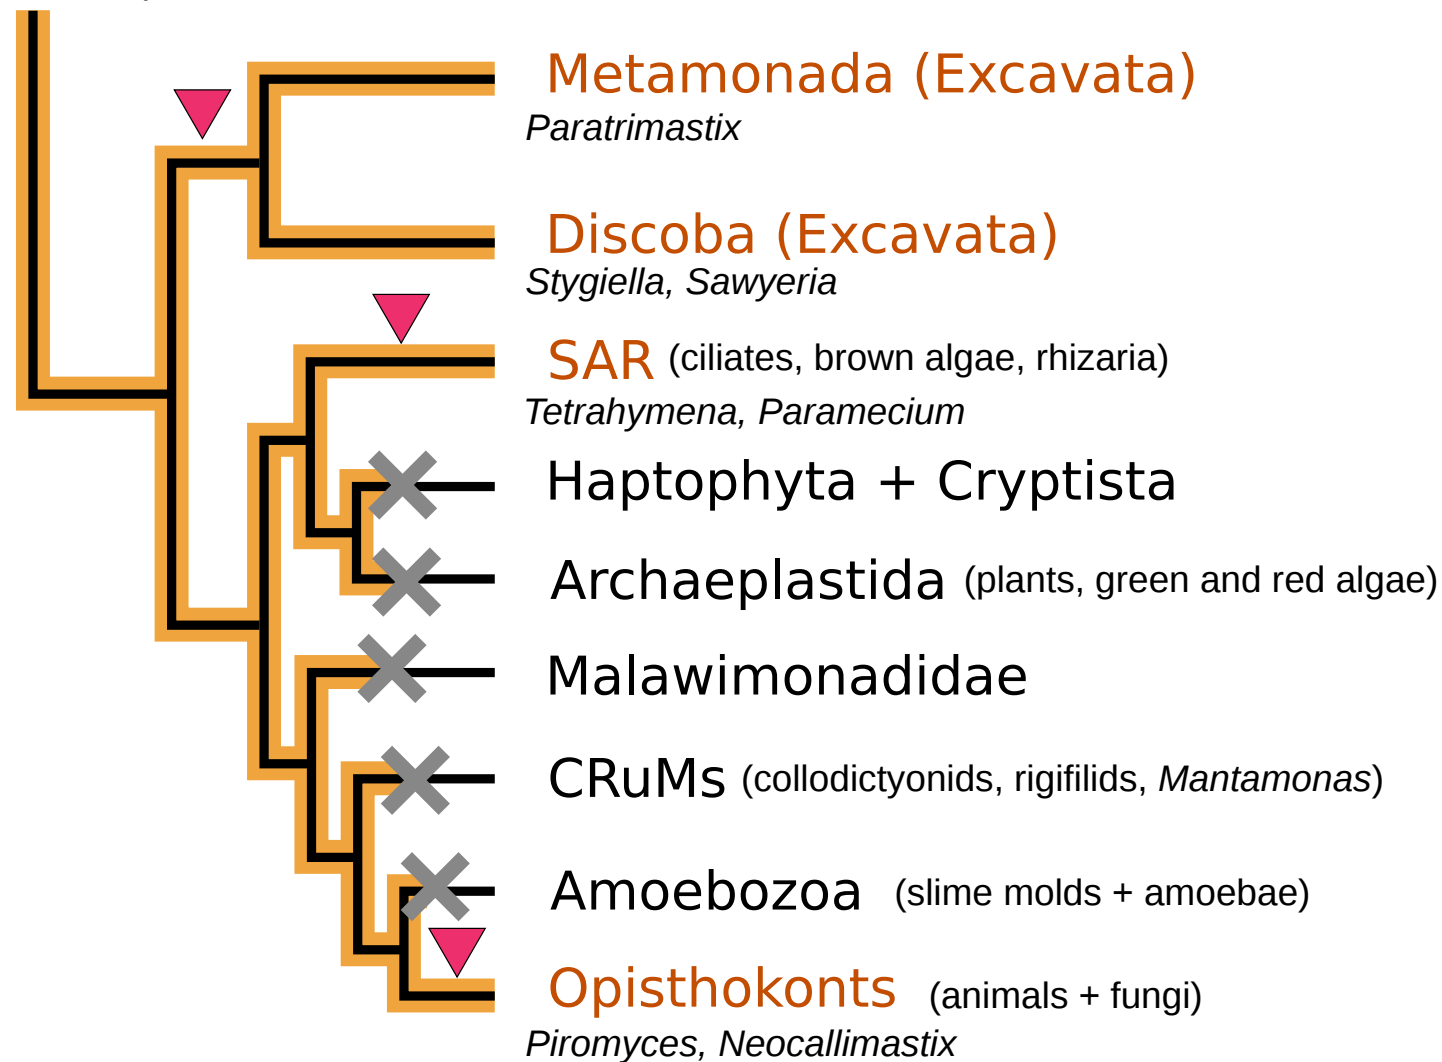 Metamonada (Excavata)
Paratrimastix
Discoba (Excavata)
Stygiella, Sawyeria
SAR (ciliates, brown algae, rhizaria)
Tetrahymena, Paramecium
Haptophyta + Cryptista
Archaeplastida (plants, green and red algae)
Malawimonadidae
CRuMs (collodictyonids, rigifilids, Mantamonas)
Amoebozoa (slime molds + amoebae)
Opisthokonts (animals + fungi)
Piromyces, Neocallimastix